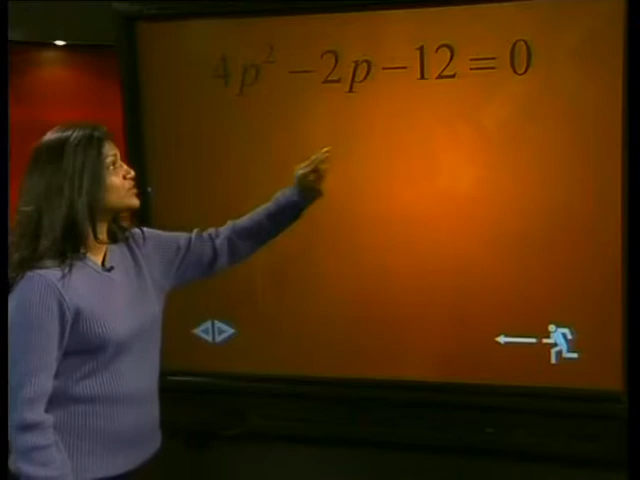 4p² − 2p − 12 = 0